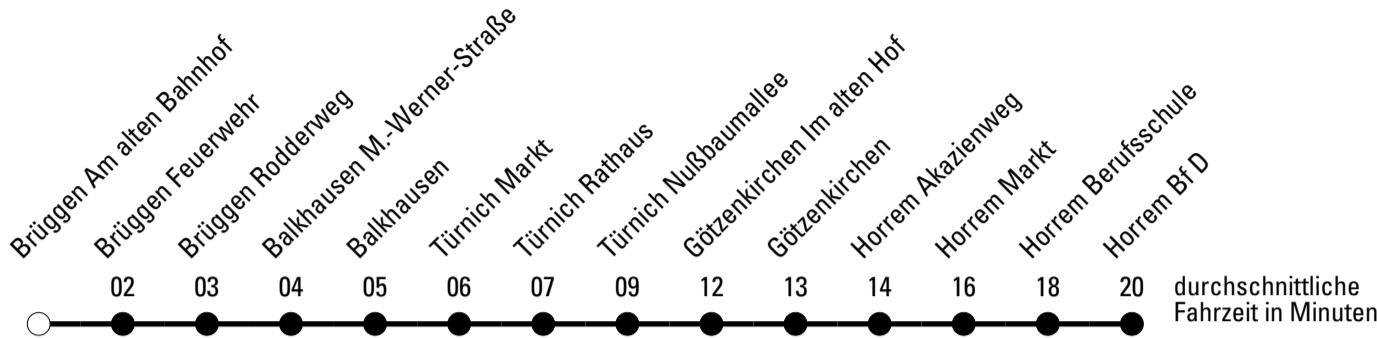 Brüggen Am alten Bahnhof
Brüggen Feuerwehr
Brüggen Rodderweg
Balkhausen M.-Werner-Straße
Balkhausen
Türnich Markt
Türnich Rathaus
Türnich Nußbaumallee
Götzenkirchen Im alten Hof
Götzenkirchen
Horrem Akazienweg
Horrem Markt
Horrem Berufsschule
Horrem Bf D
02 03 04 05 06 07 09 12 13 14 16 18 20
durchschnittliche
Fahrzeit in Minuten